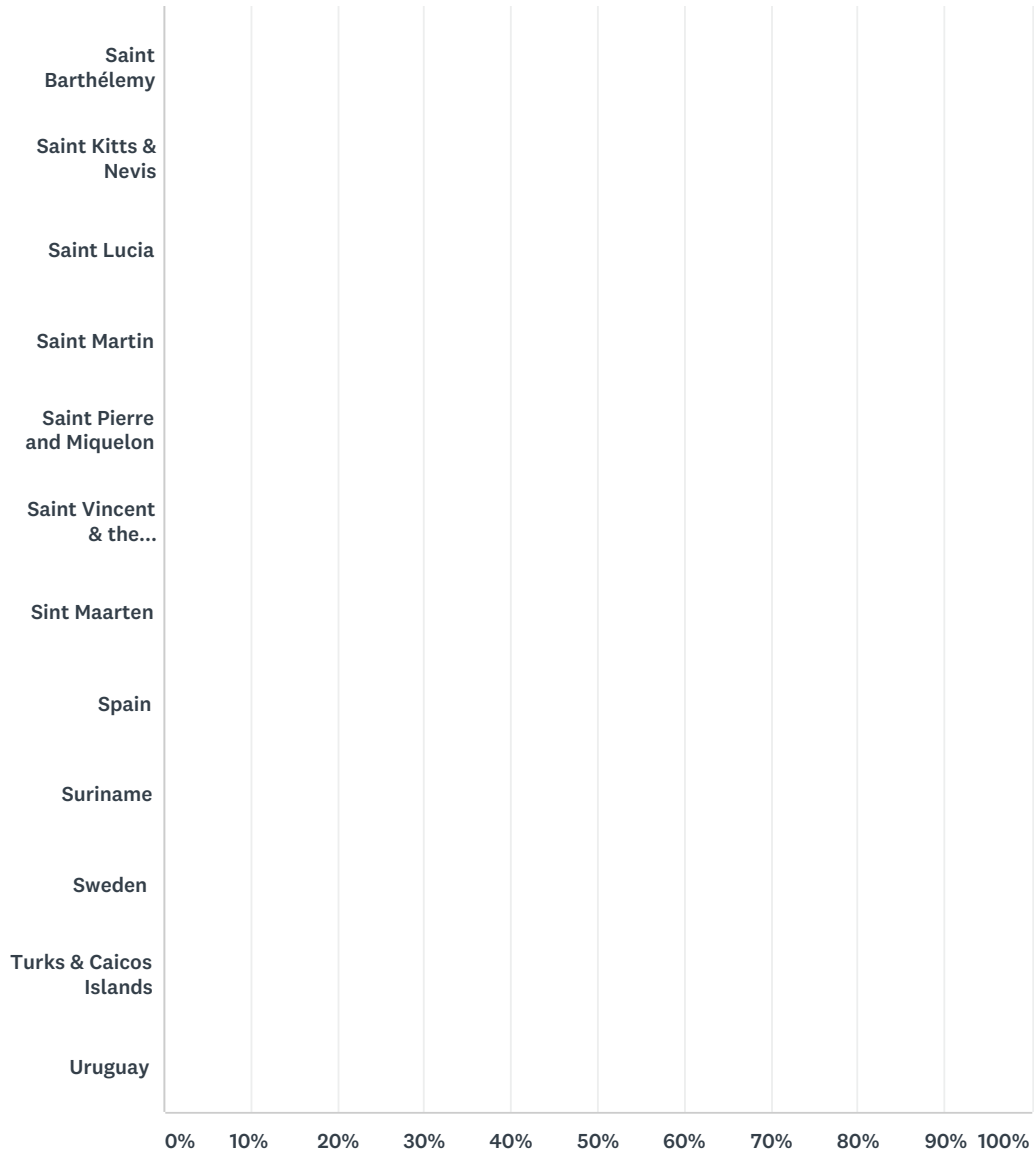 Saint
Barthélemy
Saint Kitts &
Nevis
Saint Lucia
Saint Martin
Saint Pierre
and Miquelon
Saint Vincent
& the...
Sint Maarten
Spain
Suriname
Sweden
Turks & Caicos
Islands
Uruguay
0% 10% 20% 30% 40% 50% 60% 70% 80% 90% 100%